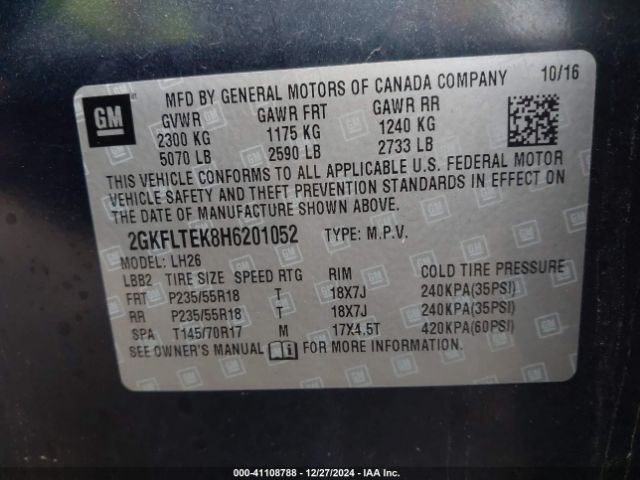 GM
MFD BY GENERAL MOTORS OF CANADA COMPANY 10/16
GVWR GAWR FRT GAWR RR
2300 KG 1175 KG 1240 KG
5070 LB 2590 LB 2733 LB
THIS VEHICLE CONFORMS TO ALL APPLICABLE U.S. FEDERAL MOTOR
VEHICLE SAFETY AND THEFT PREVENTION STANDARDS IN EFFECT ON
THE DATE OF MANUFACTURE SHOWN ABOVE.
2GKFLTEK8H6201052 TYPE: M.P.V.
MODEL: LH26
LBB2 TIRE SIZE SPEED RTG RIM COLD TIRE PRESSURE
FRT P235/55R18 T 18X7J 240KPA(35PSI)
RR P235/55R18 T 18X7J 240KPA(35PSI)
SPA T145/70R17 M 17X4.5T 420KPA(60PSI)
SEE OWNER'S MANUAL FOR MORE INFORMATION.
00000 - 41108788 - 12/27/2024 - IAA Inc.